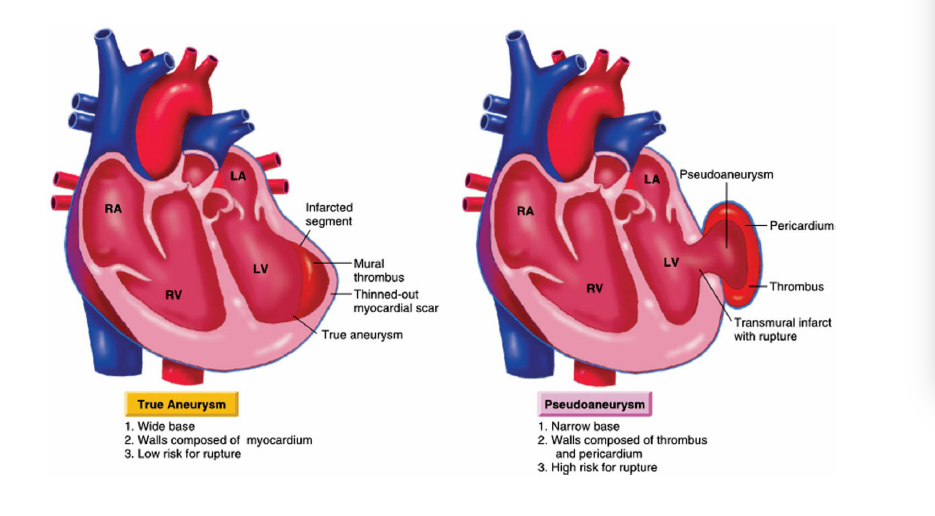 RA
LA
LV
RV
Infarcted
segment
Mural
thrombus
Thinned-out
myocardial scar
True aneurysm
True Aneurysm
1. Wide base
2. Walls composed of myocardium
3. Low risk for rupture
RA
LA
LV
RV
Pseudoaneurysm
Pericardium
Thrombus
Transmural infarct
with rupture
Pseudoaneurysm
1. Narrow base
2. Walls composed of thrombus
and pericardium
3. High risk for rupture